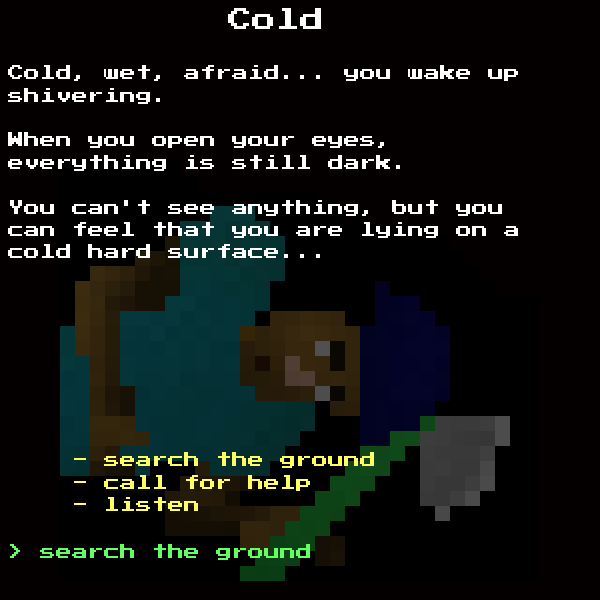 Cold
Cold, wet, afraid... you wake up
shivering.
When you open your eyes,
everything is still dark.
You can't see anything, but you
can feel that you are lying on a
cold hard surface...
- search the ground
- call for help
- listen
> search the ground